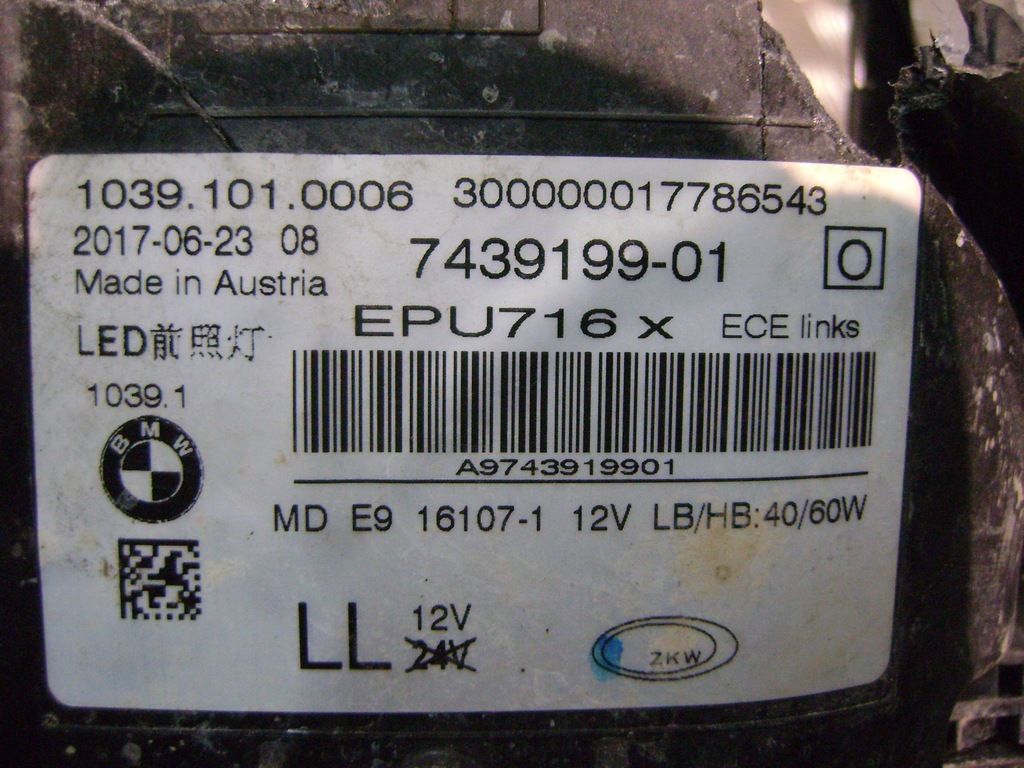 1039.101.0006 300000017786543
2017-06-23 08 7439199-01 O
Made in Austria
EPU716 x ECE links
LED前照灯
1039.1
BMW
A9743919901
MD E9 16107-1 12V LB/HB:40/60W
LL 12V
24V
ZKW